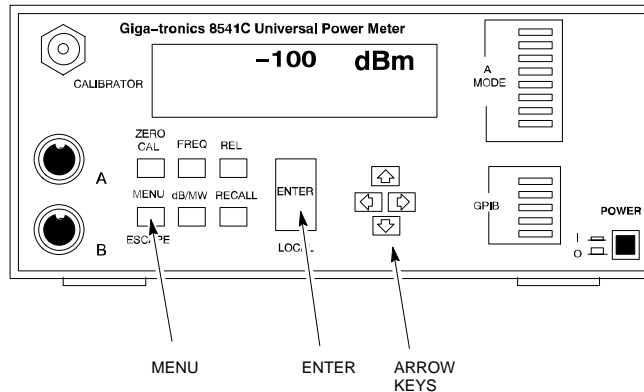 Giga-tronics 8541C Universal Power Meter
-100 dBm
CALIBRATOR
A
MODE
ZERO
CAL
FREQ
REL
A
ENTER
MENU
dB/MW
RECALL
GPIB
POWER
B
ESCAPE
LOCAL
I
O
MENU
ENTER
ARROW
KEYS